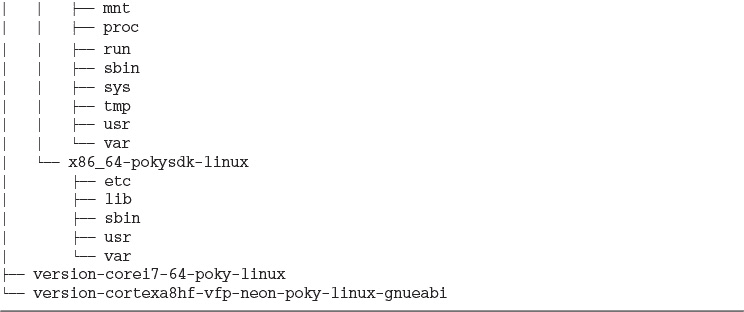 │   │   ├── mnt
│   │   ├── proc
│   │   ├── run
│   │   ├── sbin
│   │   ├── sys
│   │   ├── tmp
│   │   ├── usr
│   │   └── var
│   └── x86_64-pokysdk-linux
│       ├── etc
│       ├── lib
│       ├── sbin
│       ├── usr
│       └── var
├── version-corei7-64-poky-linux
└── version-cortexa8hf-vfp-neon-poky-linux-gnueabi